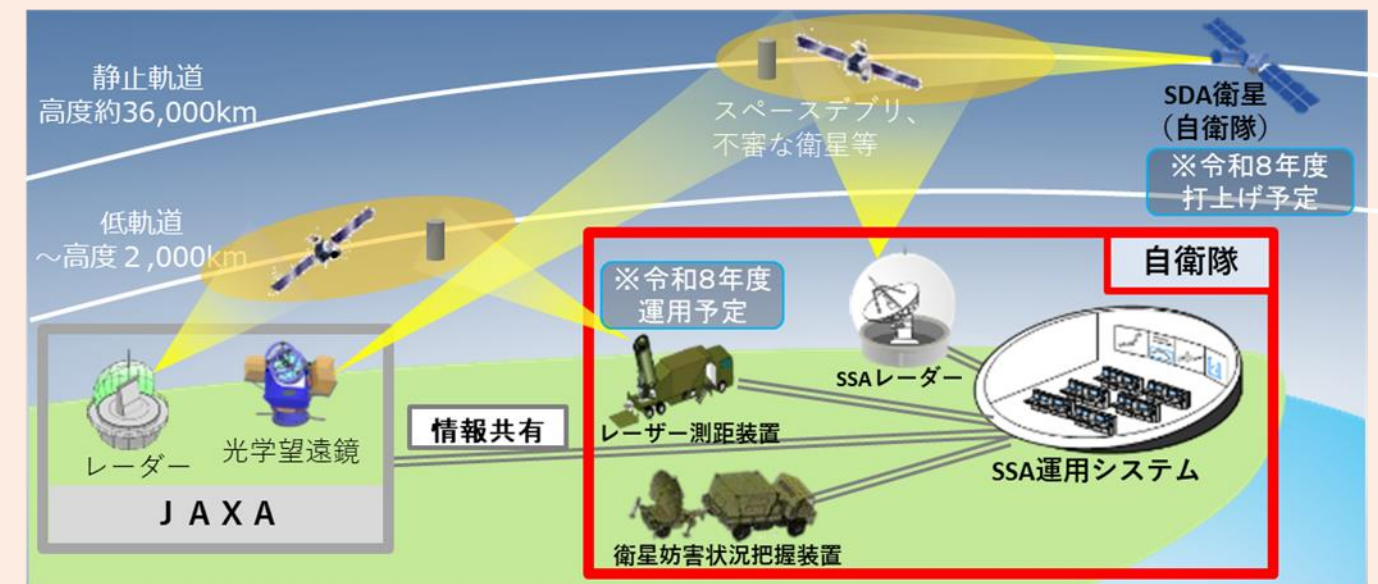 静止軌道
高度約36,000km
スペースデブリ、
不審な衛星等
SDA衛星
（自衛隊）
※令和8年度
打上げ予定
低軌道
～高度２,000km
自衛隊
※令和8年度
運用予定
SSAレーダー
レーダー
光学望遠鏡
情報共有
レーザー測距装置
SSA運用システム
ＪＡＸＡ
衛星妨害状況把握装置